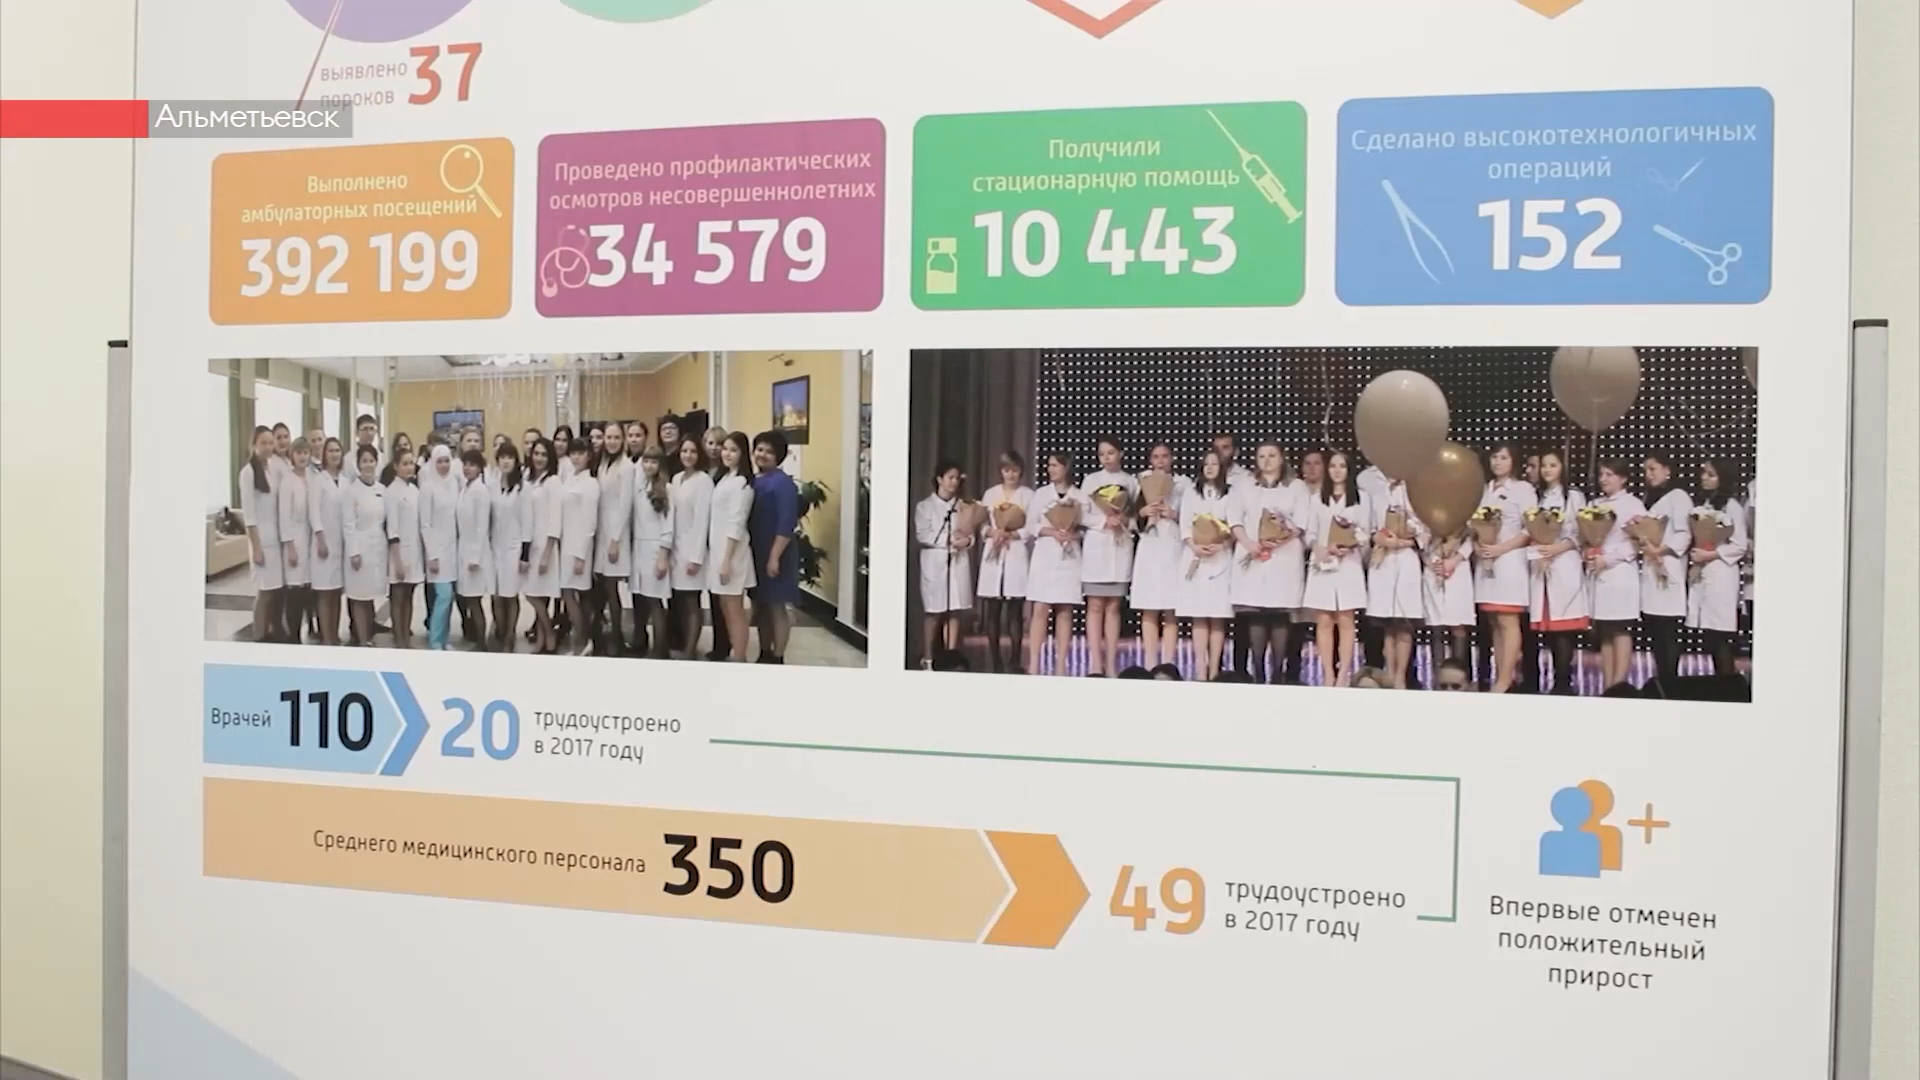 выявлено
пороков 37
Альметьевск
Выполнено
амбулаторных посещений
392 199
Проведено профилактических
осмотров несовершеннолетних
34 579
Получили
стационарную помощь
10 443
Сделано высокотехнологичных
операций
152
Врачей 110
20 трудоустроено
в 2017 году
Среднего медицинского персонала 350
49 трудоустроено
в 2017 году
Впервые отмечен
положительный
прирост